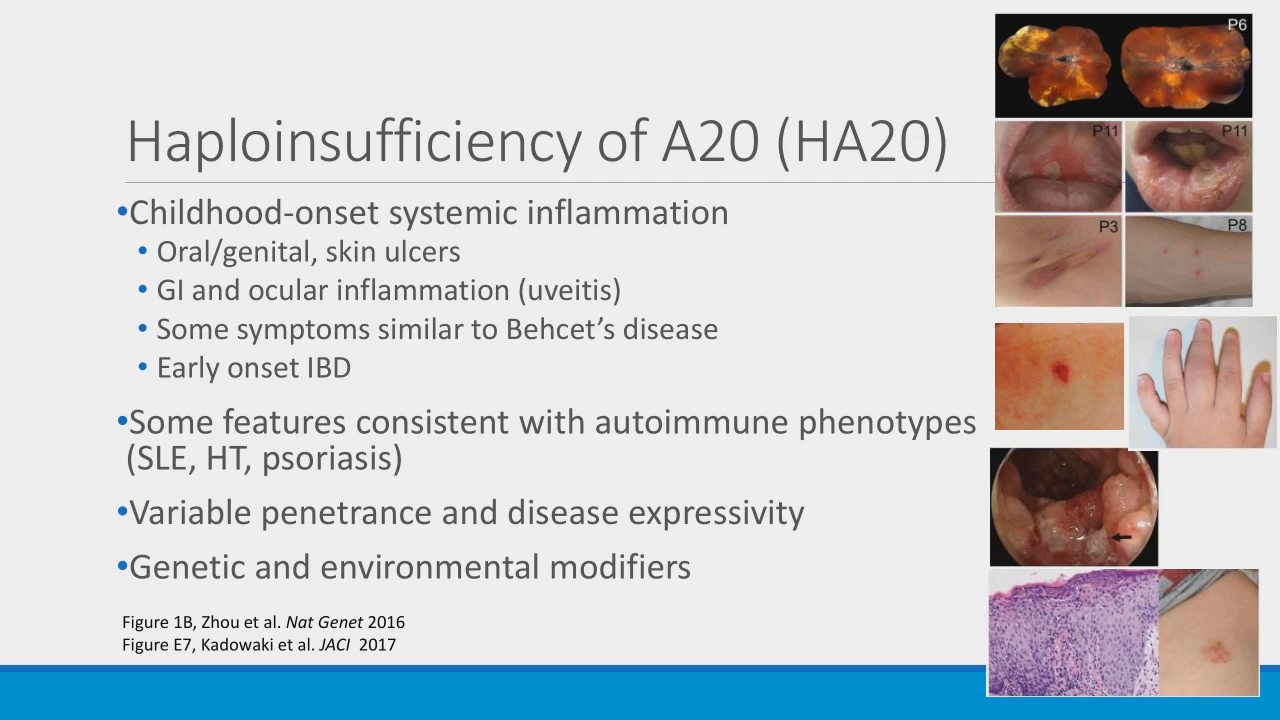 Haploinsufficiency of A20 (HA20)
•Childhood-onset systemic inflammation
• Oral/genital, skin ulcers
• GI and ocular inflammation (uveitis)
• Some symptoms similar to Behcet’s disease
• Early onset IBD
•Some features consistent with autoimmune phenotypes
(SLE, HT, psoriasis)
•Variable penetrance and disease expressivity
•Genetic and environmental modifiers
Figure 1B, Zhou et al. Nat Genet 2016
Figure E7, Kadowaki et al. JACI 2017
P6
P11
P11
P3
P8